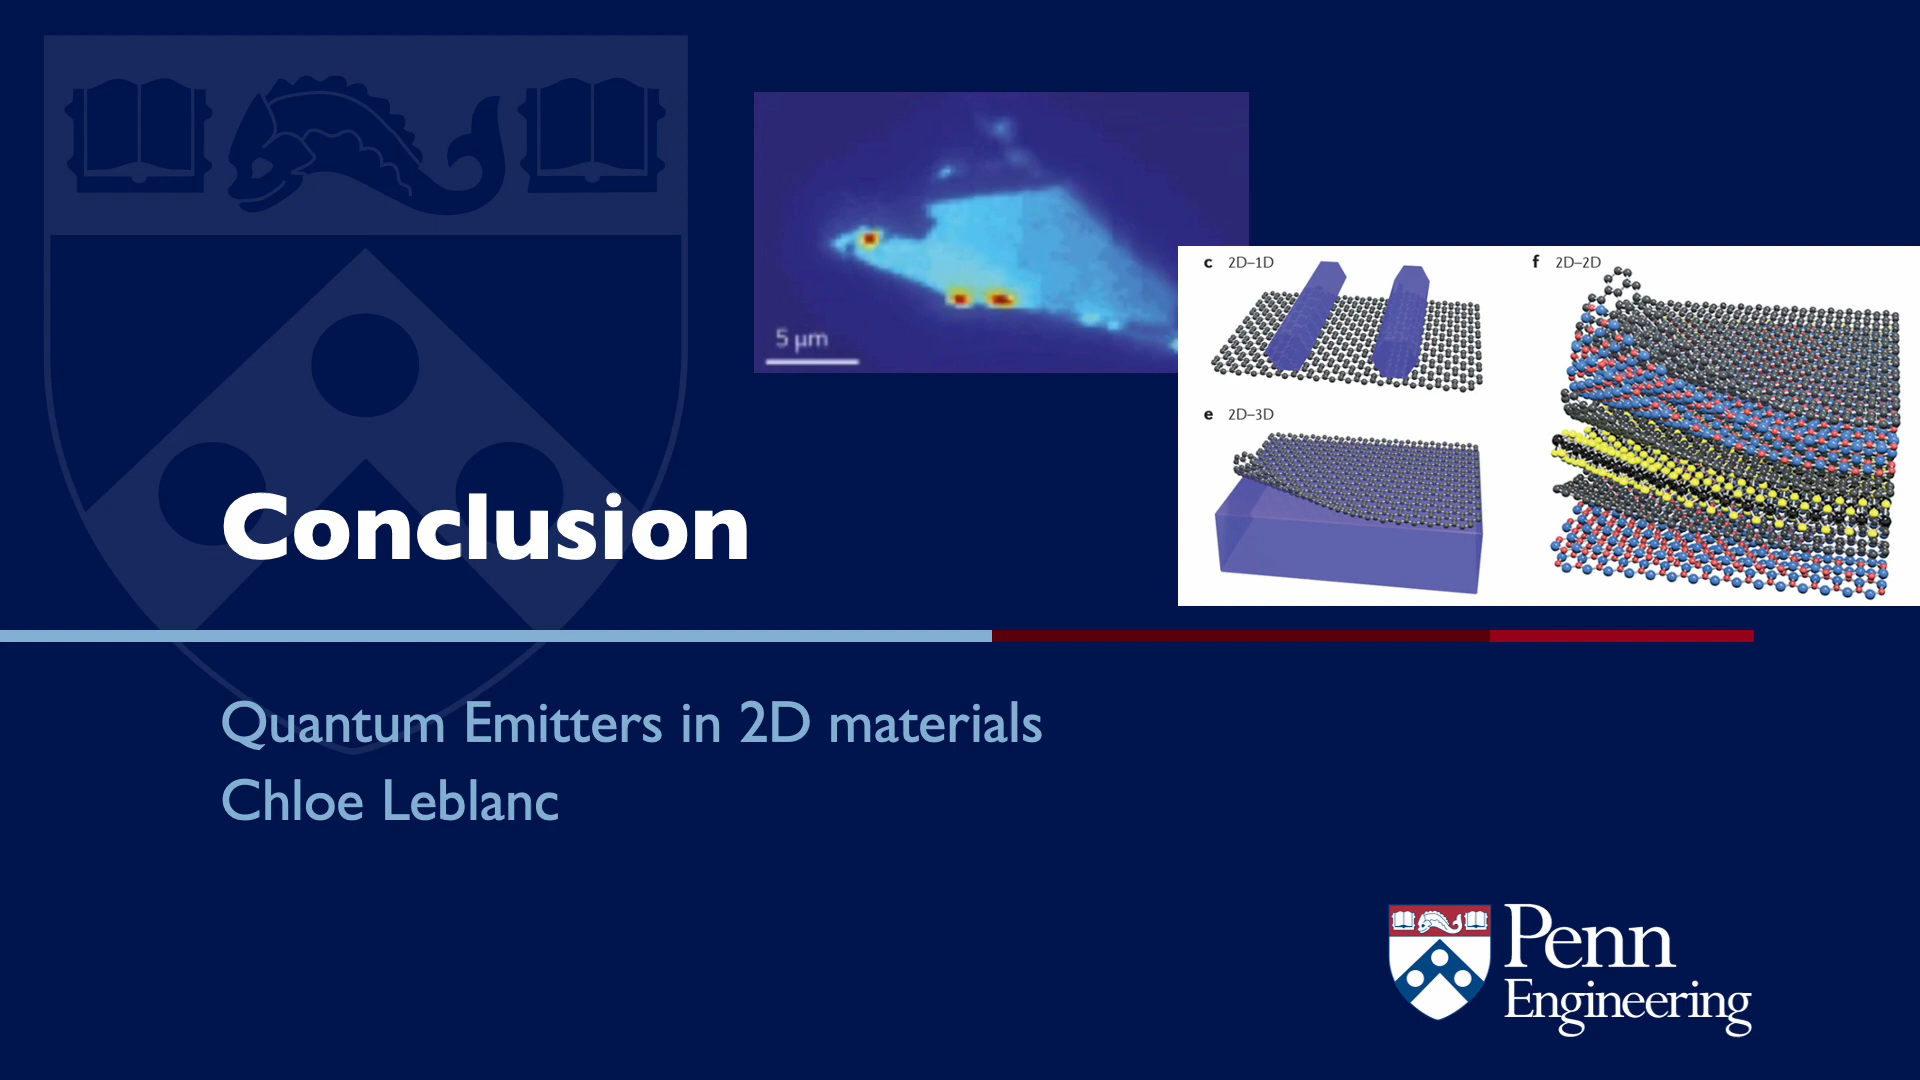 5 μm
c 2D–1D
f 2D–2D
e 2D–3D
Conclusion
Quantum Emitters in 2D materials
Chloe Leblanc
Penn
Engineering